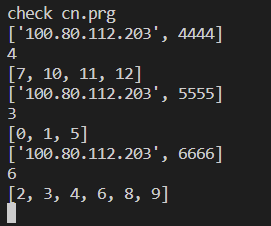 check cn.prg
['100.80.112.203', 4444]
4
[7, 10, 11, 12]
['100.80.112.203', 5555]
3
[0, 1, 5]
['100.80.112.203', 6666]
6
[2, 3, 4, 6, 8, 9]